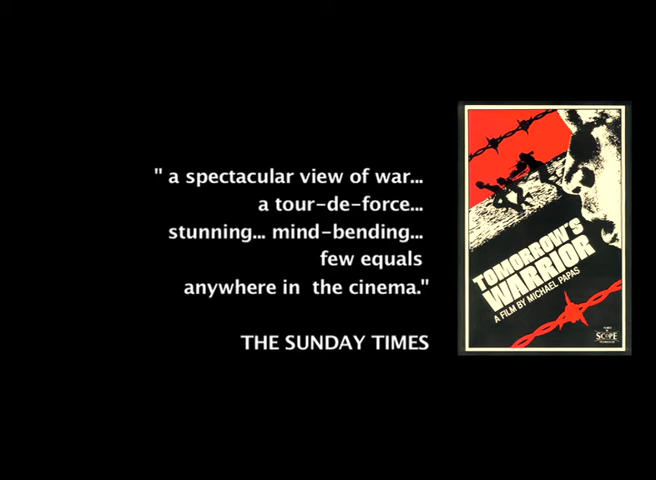 " a spectacular view of war...
a tour-de-force...
stunning... mind-bending...
few equals
anywhere in the cinema."
THE SUNDAY TIMES
TOMORROW'S
WARRIOR
A FILM BY MICHAEL PAPAS
SCOPE